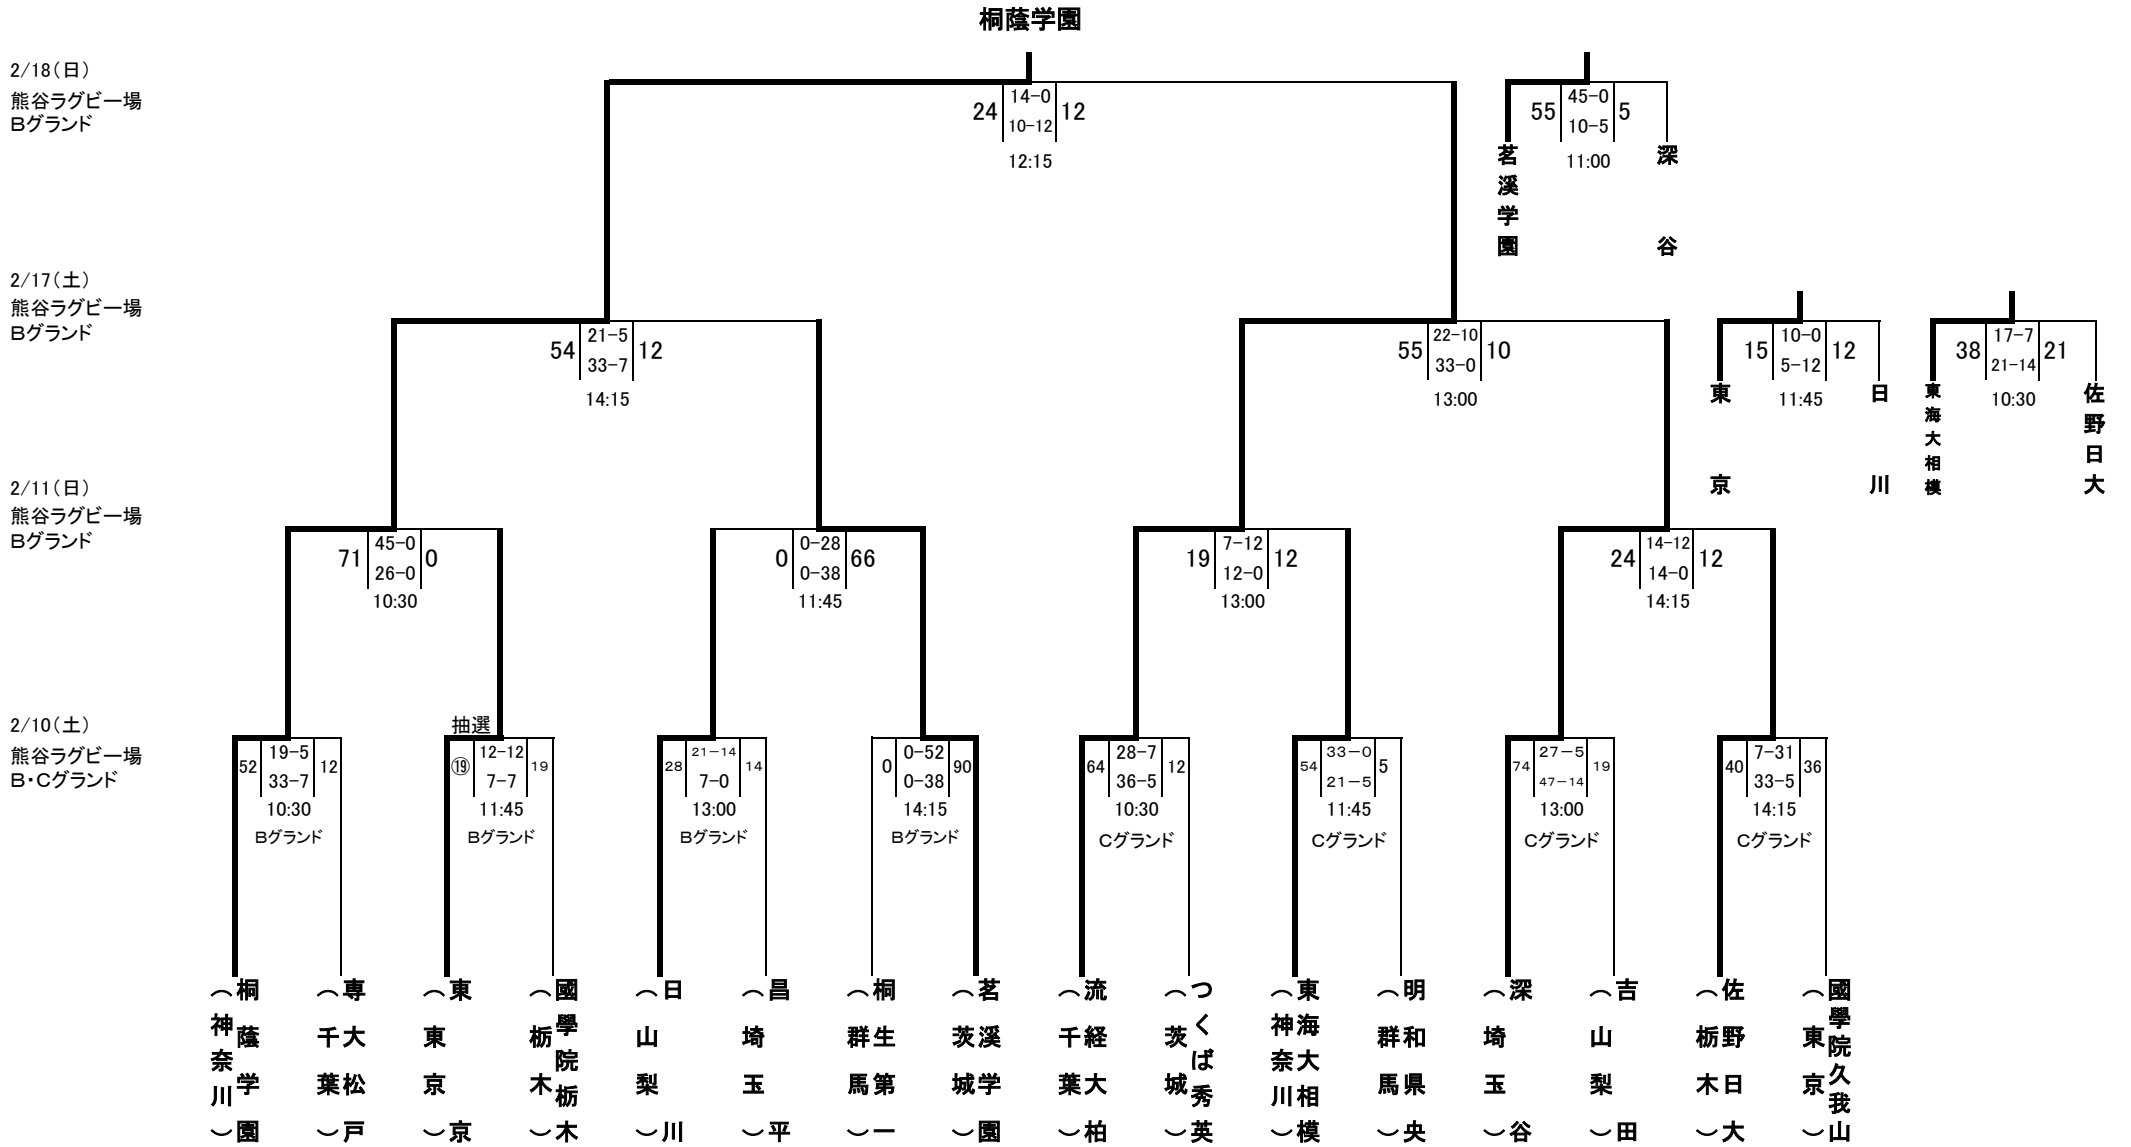 桐蔭学園
2/18(日)
熊谷ラグビー場
Bグランド
24
14-0
10-12
12
12:15
55
45-0
10-5
5
11:00
茗溪学園
深谷
2/17(土)
熊谷ラグビー場
Bグランド
54
21-5
33-7
12
14:15
55
22-10
33-0
10
13:00
15
10-0
5-12
12
11:45
東京
日川
38
17-7
21-14
21
10:30
東海大相模
佐野日大
2/11(日)
熊谷ラグビー場
Bグランド
71
45-0
26-0
0
10:30
0
0-28
0-38
66
11:45
19
7-12
12-0
12
13:00
24
14-12
14-0
12
14:15
2/10(土)
熊谷ラグビー場
B・Cグランド
52
19-5
33-7
12
10:30
Bグランド
抽選
⑲
12-12
7-7
19
11:45
Bグランド
28
21-14
7-0
14
13:00
Bグランド
0
0-52
0-38
90
14:15
Bグランド
64
28-7
36-5
12
10:30
Cグランド
54
33-0
21-5
5
11:45
Cグランド
74
27-5
47-14
19
13:00
Cグランド
40
7-31
33-5
36
14:15
Cグランド
桐蔭学園
(神奈川)
専大松戸
(千葉)
東京
(東京)
國學院栃木
(栃木)
日川
(山梨)
昌平
(埼玉)
桐生第一
(群馬)
茗溪学園
(茨城)
流経大柏
(千葉)
つくば秀英
(茨城)
東海大相模
(神奈川)
明和県央
(群馬)
深谷
(埼玉)
吉田
(山梨)
佐野日大
(栃木)
國學院久我山
(東京)